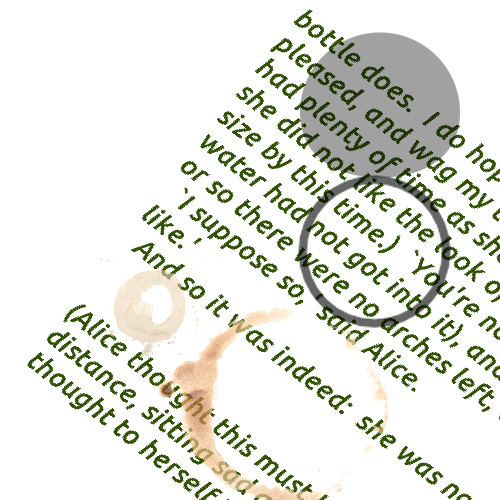 bottle does. I do
pleased, and wag my
had plenty of time as
she did not like the look
size by this time.) `You're
water had not got into it), and
or so there were no arches left,
`I suppose so,' said Alice.
like.'
And so it was indeed: she was
(Alice thought this must
distance, sitting sad
thought to herself